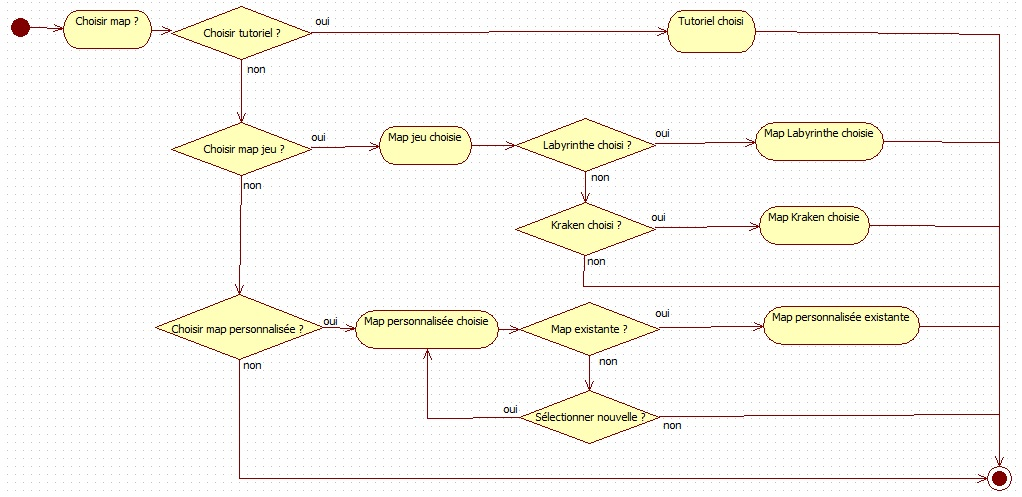 Choisir map ?
Choisir tutoriel ?
oui
Tutoriel choisi
non
Choisir map jeu ?
oui
Map jeu choisie
Labyrinthe choisi ?
oui
Map Labyrinthe choisie
non
non
Kraken choisi ?
oui
Map Kraken choisie
non
Choisir map personnalisée ?
oui
Map personnalisée choisie
Map existante ?
oui
Map personnalisée existante
non
non
oui
Sélectionner nouvelle ?
non